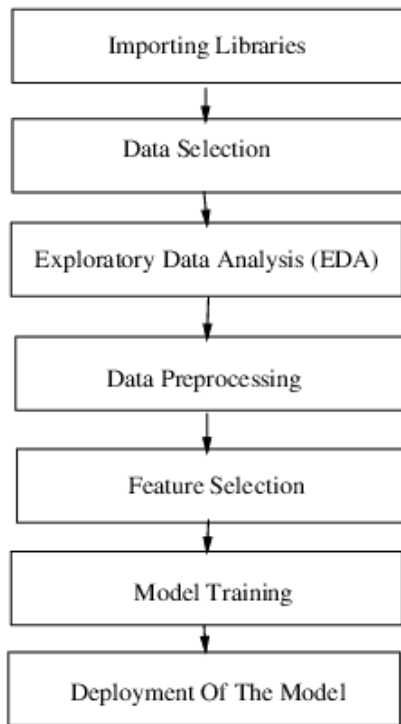 Importing Libraries
Data Selection
Exploratory Data Analysis (EDA)
Data Preprocessing
Feature Selection
Model Training
Deployment Of The Model